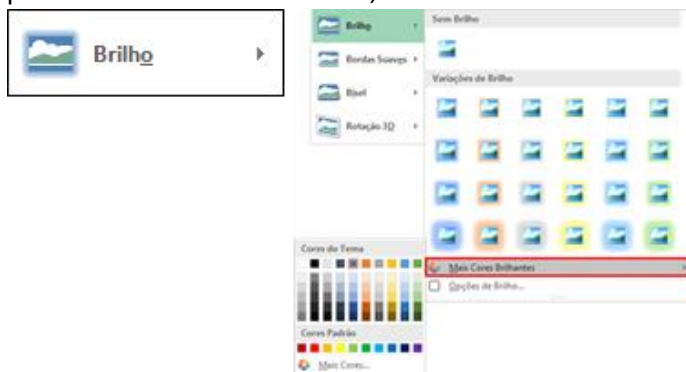 Brilho
Brilho
Bordas Suaves
Bisel
Rotação 3D
Sem Brilho
Variações de Brilho
Mais Cores Brilhantes
Opções de Brilho...
Cores do Tema
Cores Padrão
Mais Cores...